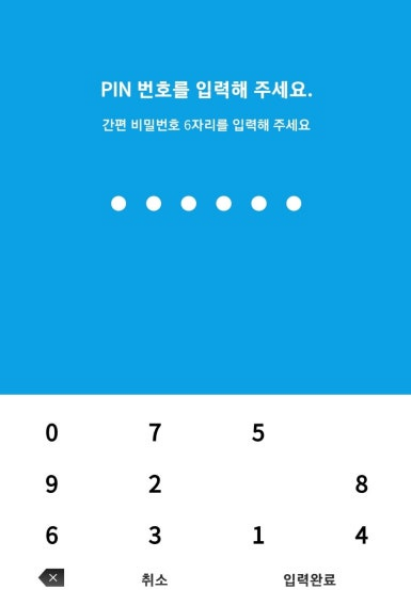 PIN 번호를 입력해 주세요.
간편 비밀번호 6자리를 입력해 주세요
0 7 5
9 2 8
6 3 1 4
취소 입력완료